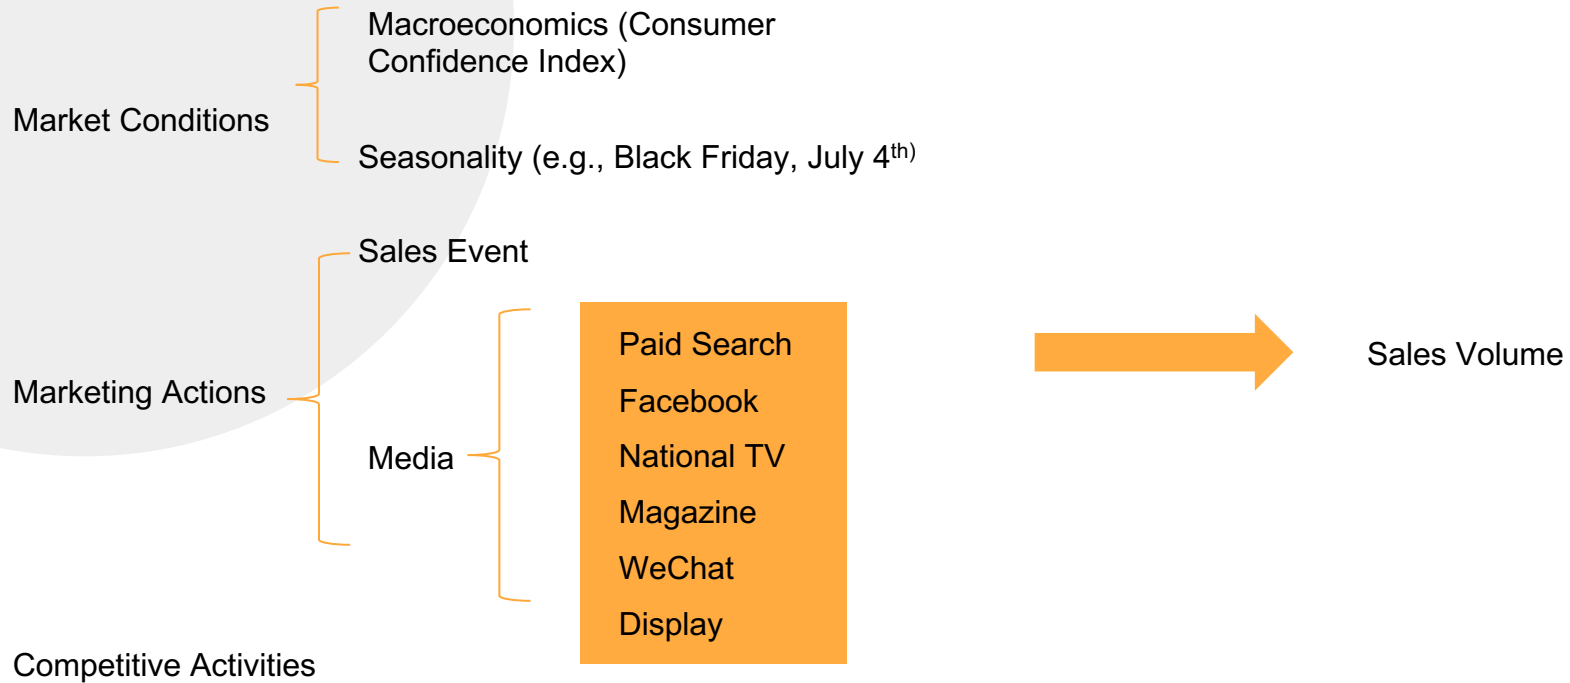 Macroeconomics (Consumer
Confidence Index)
Market Conditions
Seasonality (e.g., Black Friday, July 4th)
Sales Event
Marketing Actions
Media
Paid Search
Facebook
National TV
Magazine
WeChat
Display
Sales Volume
Competitive Activities